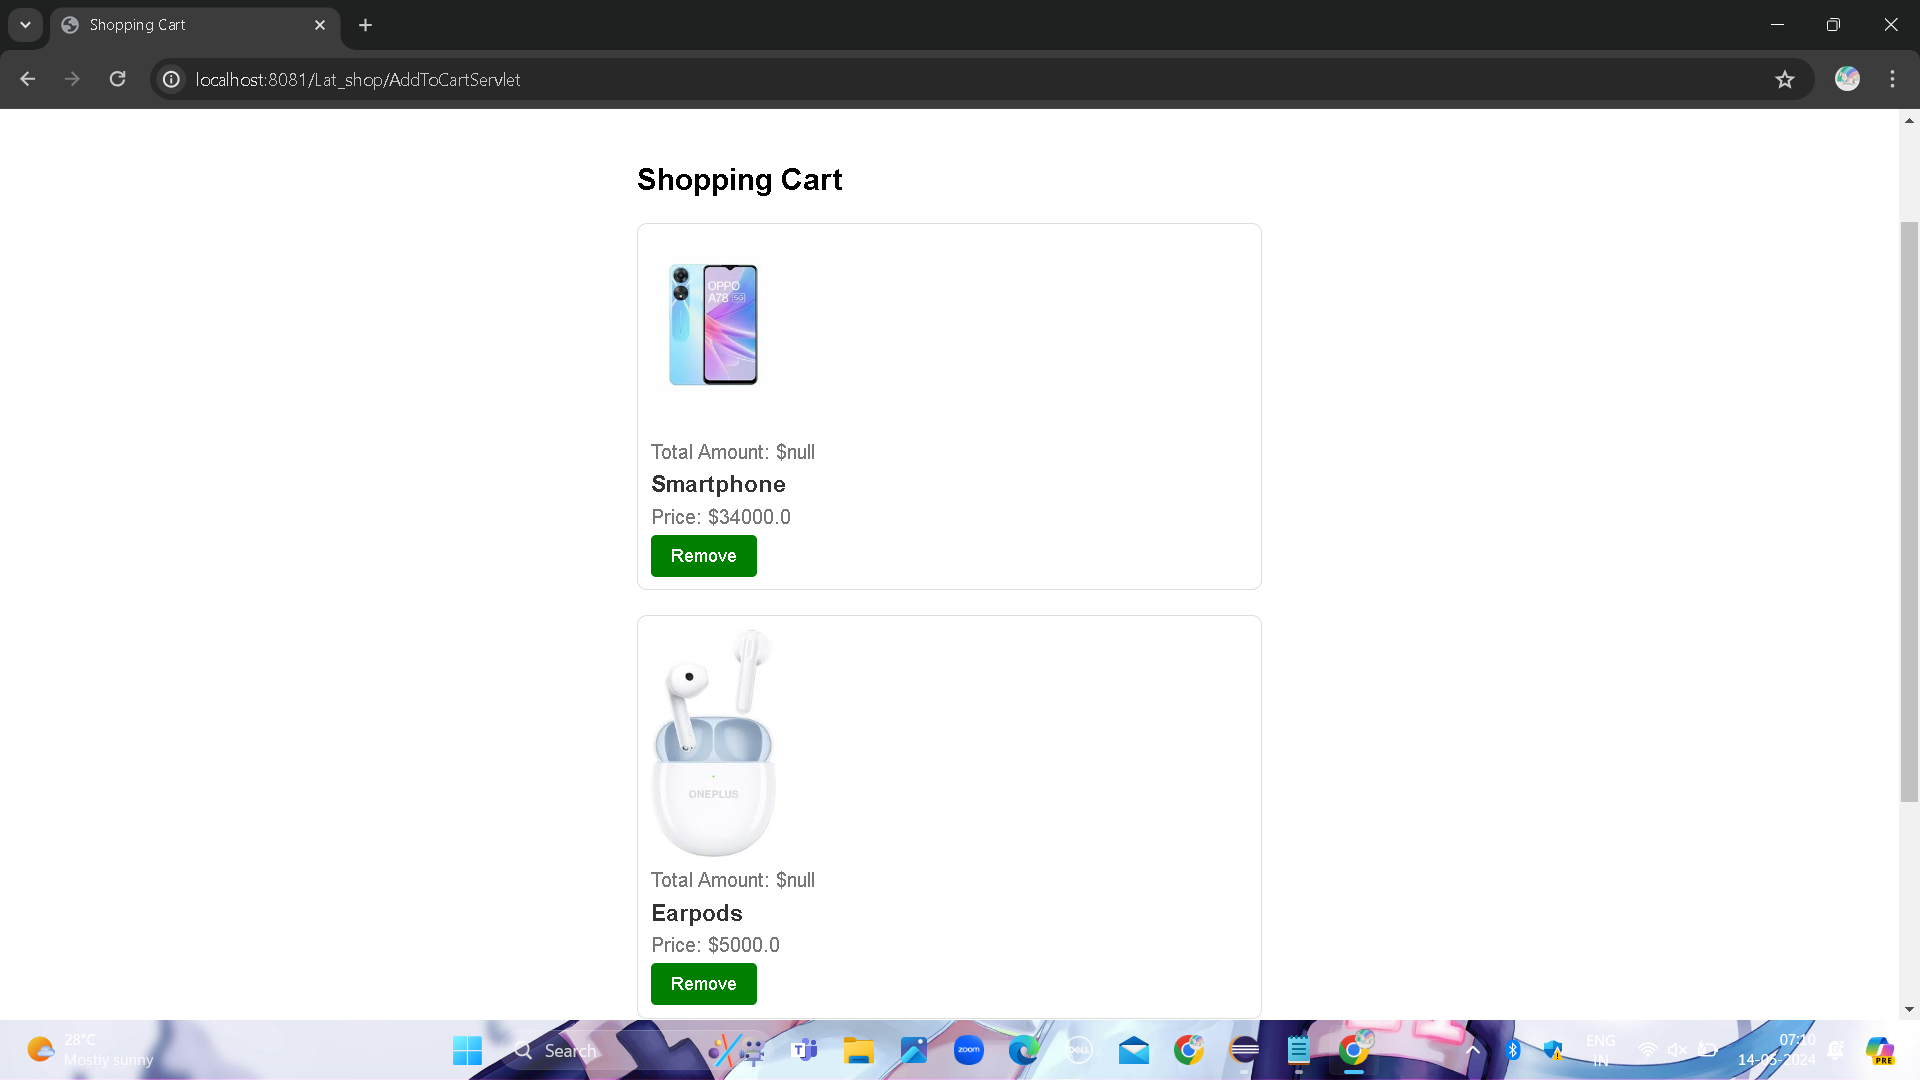 Shopping Cart
localhost:8081/Lat_shop/AddToCartServlet
Shopping Cart
OPPO
A78 5G
Total Amount: $null
Smartphone
Price: $34000.0
Remove
ONEPLUS
Total Amount: $null
Earpods
Price: $5000.0
Remove
28°C
Mostly sunny
Search
zoom
DELL
ENG
IN
07:10
14-05-2024
PRE